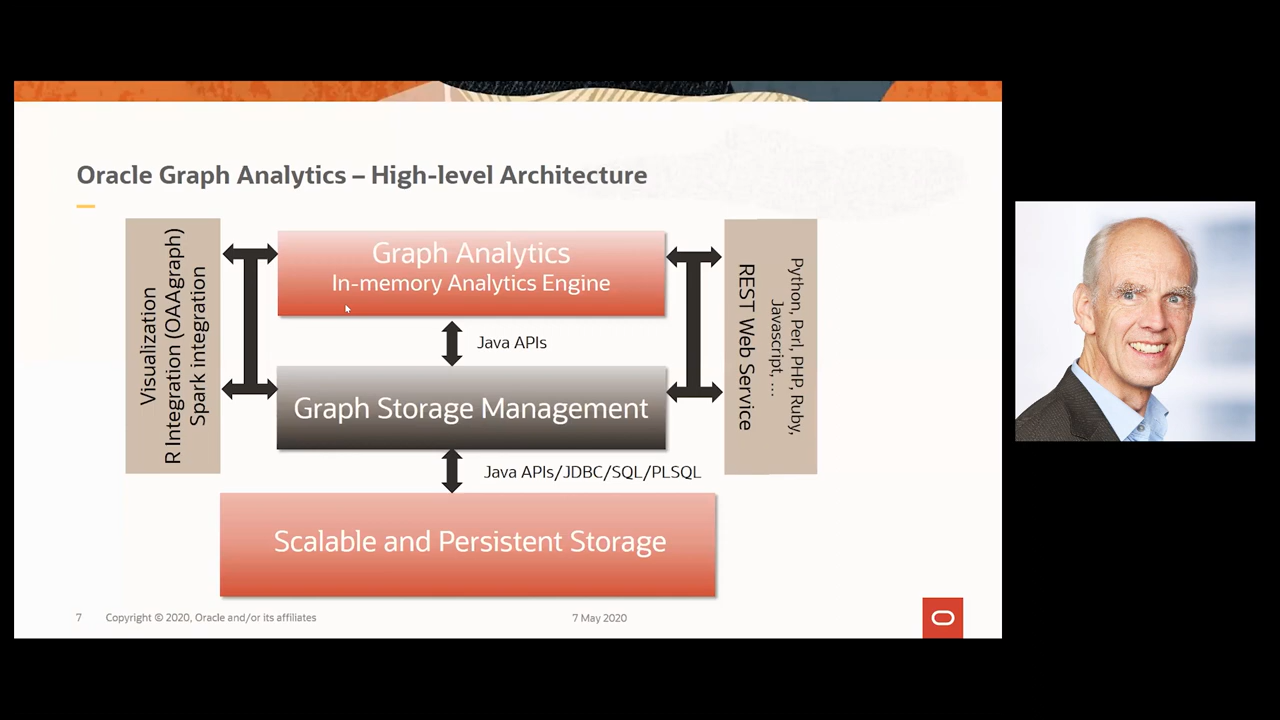 Oracle Graph Analytics – High-level Architecture
Visualization
R Integration (OAAgraph)
Spark integration
Graph Analytics
In-memory Analytics Engine
Java APIs
Graph Storage Management
Java APIs/JDBC/SQL/PLSQL
Scalable and Persistent Storage
REST Web Service
Python, Perl, PHP, Ruby,
Javascript, ...
7 Copyright © 2020, Oracle and/or its affiliates 7 May 2020